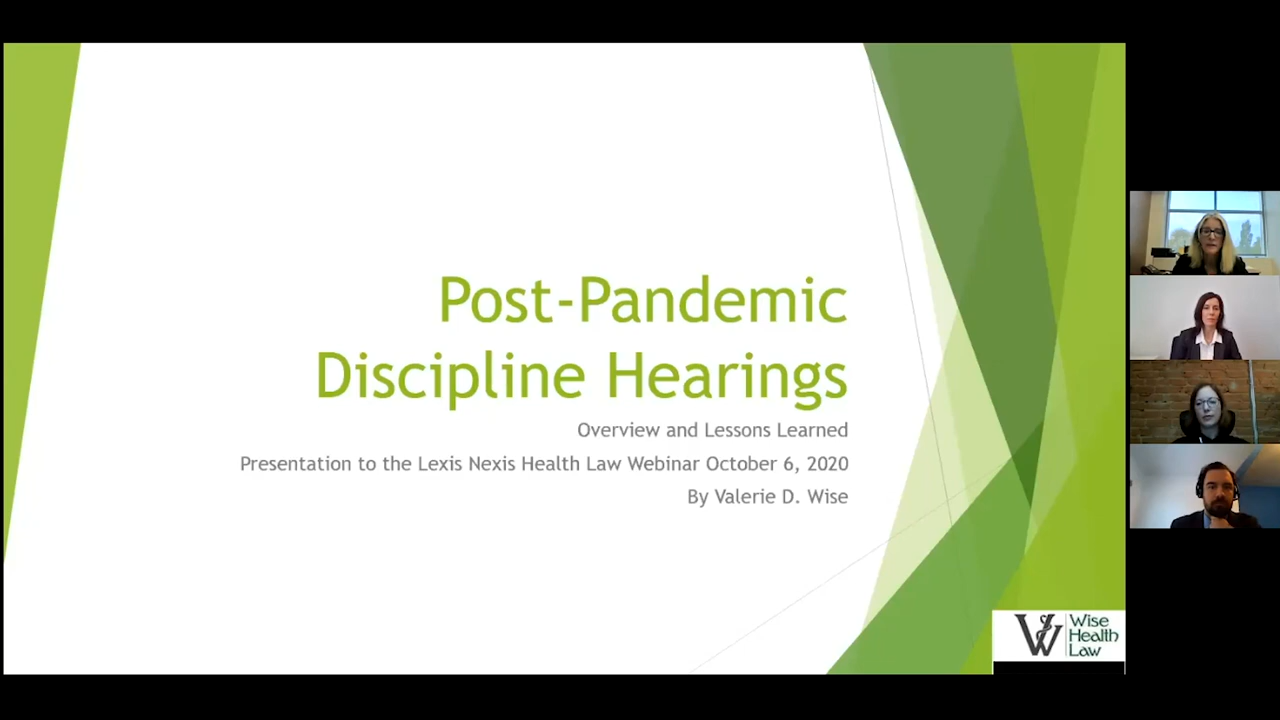 Post-Pandemic
Discipline Hearings
Overview and Lessons Learned
Presentation to the Lexis Nexis Health Law Webinar October 6, 2020
By Valerie D. Wise
Wise
Health
Law